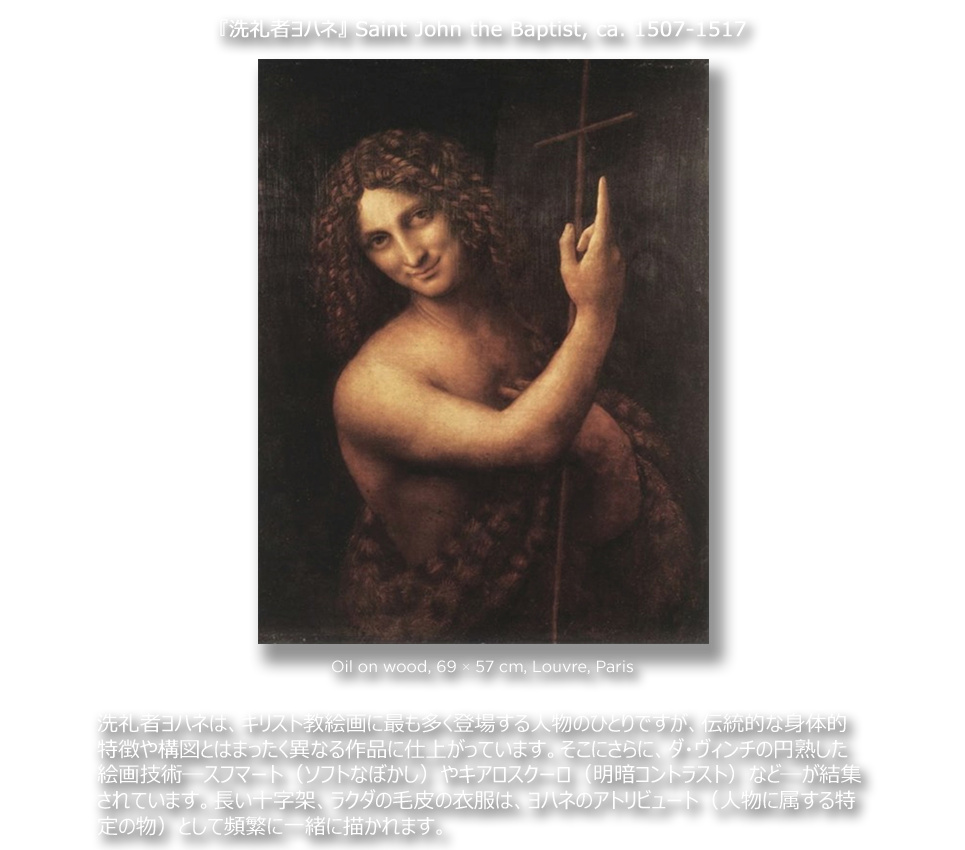 『洗礼者ヨハネ』 Saint John the Baptist, ca. 1507-1517
Oil on wood, 69 × 57 cm, Louvre, Paris
洗礼者ヨハネは、キリスト教絵画に最も多く登場する人物のひとりですが、伝統的な身体的
特徴や構図とはまったく異なる作品に仕上がっています。そこにさらに、ダ・ヴィンチの円熟した
絵画技術―スフマート（ソフトなぼかし）やキアロスクーロ（明暗コントラスト）など―が結集
されています。長い十字架、ラクダの毛皮の衣服は、ヨハネのアトリビュート（人物に属する特
定の物）として頻繁に一緒に描かれます。